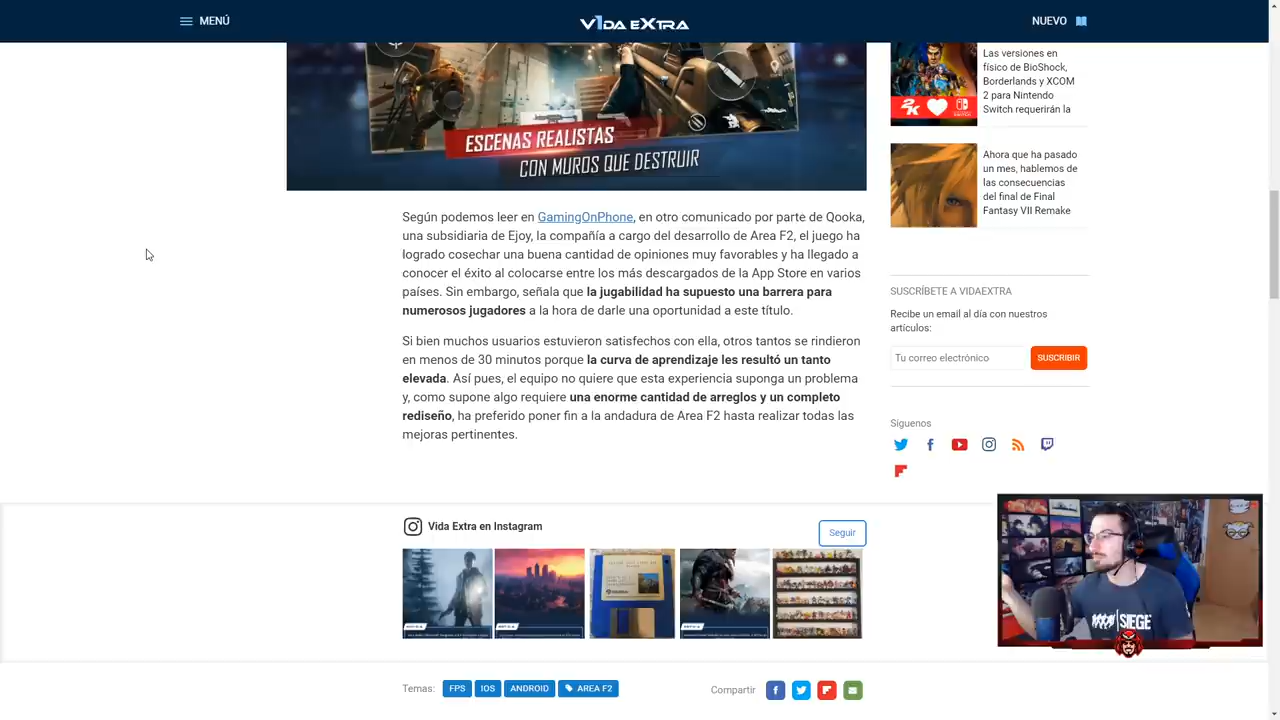 MENÚ
VIDA EXTRA
NUEVO
ESCENAS REALISTAS
CON MUROS QUE DESTRUIR
Según podemos leer en GamingOnPhone, en otro comunicado por parte de Qooka,
una subsidiaria de Ejoy, la compañía a cargo del desarrollo de Area F2, el juego ha
logrado cosechar una buena cantidad de opiniones muy favorables y ha llegado a
conocer el éxito al colocarse entre los más descargados de la App Store en varios
países. Sin embargo, señala que la jugabilidad ha supuesto una barrera para
numerosos jugadores a la hora de darle una oportunidad a este título.
Si bien muchos usuarios estuvieron satisfechos con ella, otros tantos se rindieron
en menos de 30 minutos porque la curva de aprendizaje les resultó un tanto
elevada. Así pues, el equipo no quiere que esta experiencia suponga un problema
y, como supone algo requiere una enorme cantidad de arreglos y un completo
rediseño, ha preferido poner fin a la andadura de Area F2 hasta realizar todas las
mejoras pertinentes.
Las versiones en
físico de BioShock,
Borderlands y XCOM
2 para Nintendo
Switch requerirán la
2K
Ahora que ha pasado
un mes, hablemos de
las consecuencias
del final de Final
Fantasy VII Remake
SUSCRÍBETE A VIDAEXTRA
Recibe un email al día con nuestros
artículos:
Tu correo electrónico
SUSCRIBIR
Síguenos
Vida Extra en Instagram
Seguir
SIEGE
Temas:
FPS
IOS
ANDROID
AREA F2
Compartir